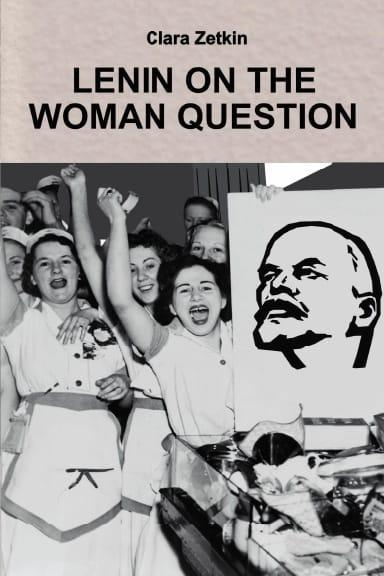 Clara Zetkin
LENIN ON THE
WOMAN QUESTION